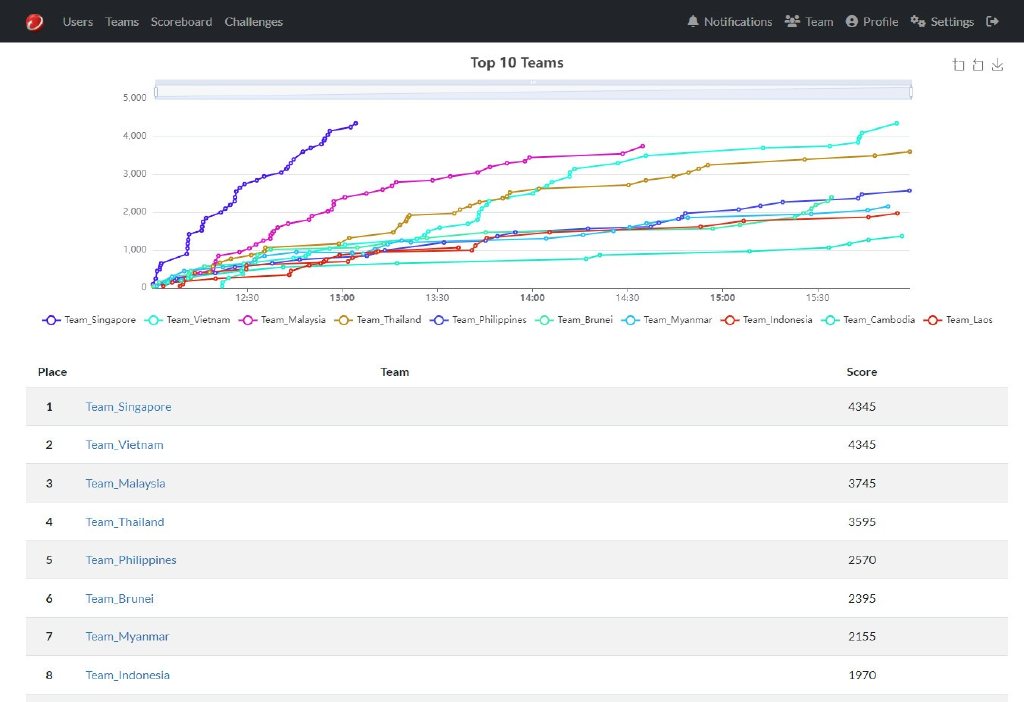 Users Teams Scoreboard Challenges Notifications Team Profile Settings
Top 10 Teams
5,000
4,000
3,000
2,000
1,000
0
12:30 13:00 13:30 14:00 14:30 15:00 15:30
Team_Singapore Team_Vietnam Team_Malaysia Team_Thailand Team_Philippines Team_Brunei Team_Myanmar Team_Indonesia Team_Cambodia Team_Laos
Place Team Score
1 Team_Singapore 4345
2 Team_Vietnam 4345
3 Team_Malaysia 3745
4 Team_Thailand 3595
5 Team_Philippines 2570
6 Team_Brunei 2395
7 Team_Myanmar 2155
8 Team_Indonesia 1970